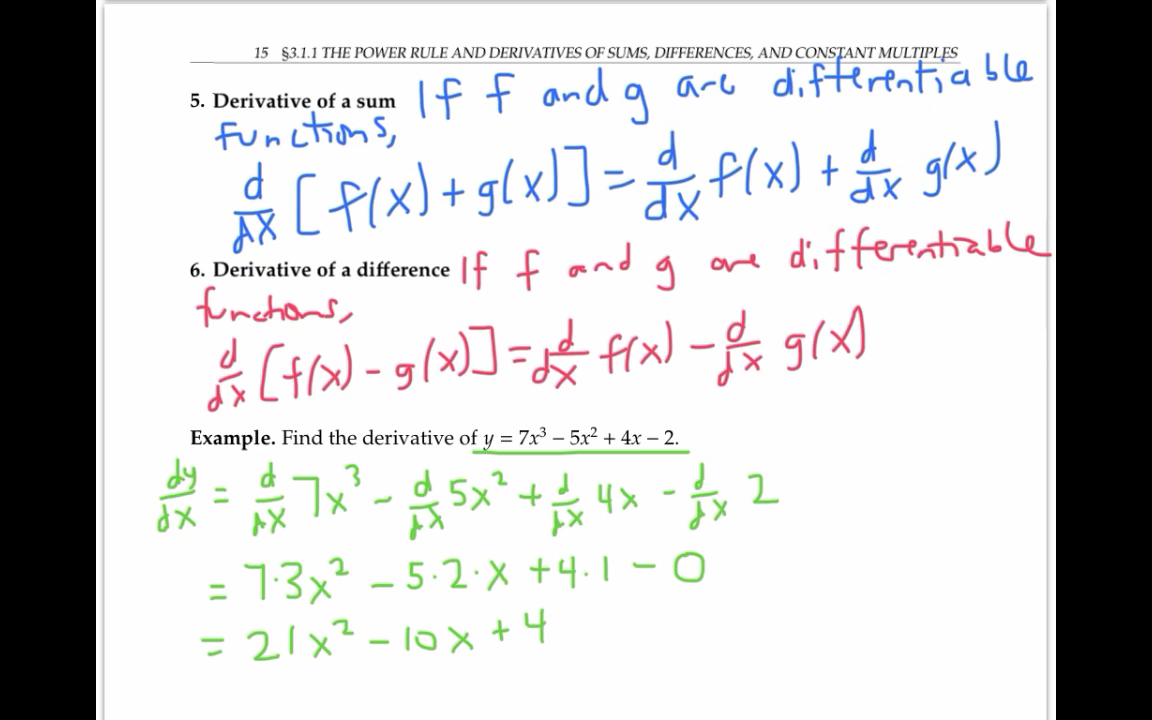 15 §3.1.1 THE POWER RULE AND DERIVATIVES OF SUMS, DIFFERENCES, AND CONSTANT MULTIPLES
5. Derivative of a sum If f and g are differentiable
functions,
d/dx [f(x) + g(x)] = d/dx f(x) + d/dx g(x)
6. Derivative of a difference If f and g are differentiable
functions,
d/dx [f(x) - g(x)] = d/dx f(x) - d/dx g(x)
Example. Find the derivative of y = 7x³ − 5x² + 4x − 2.
dy/dx = d/dx 7x³ - d/dx 5x² + d/dx 4x - d/dx 2
= 7·3x² - 5·2·x + 4·1 - 0
= 21x² - 10x + 4